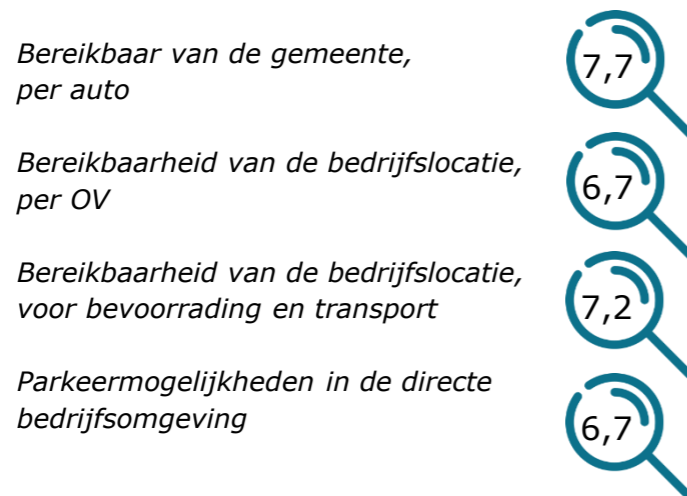 Bereikbaar van de gemeente,
per auto
7,7
Bereikbaarheid van de bedrijfslocatie,
per OV
6,7
Bereikbaarheid van de bedrijfslocatie,
voor bevoorrading en transport
7,2
Parkeermogelijkheden in de directe
bedrijfsomgeving
6,7